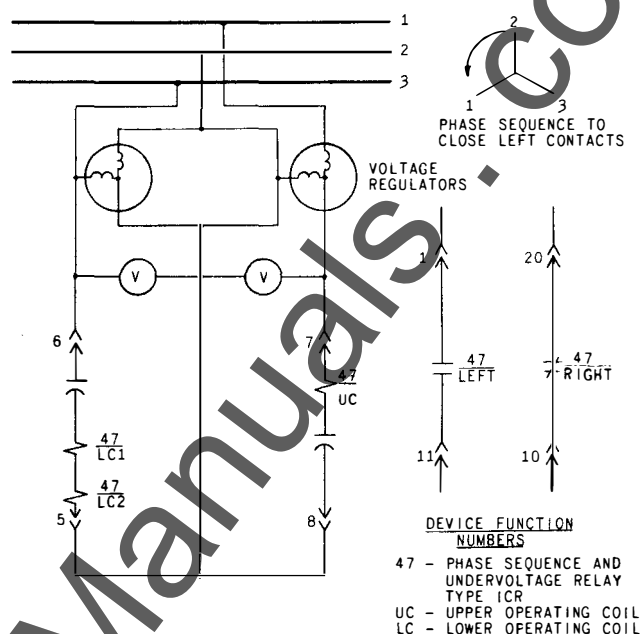 1
2
3
2
1
3
PHASE SEQUENCE TO
CLOSE LEFT CONTACTS
VOLTAGE
REGULATORS
V
V
1
20
6
7
47
LEFT
47
RIGHT
47
UC
47
LC1
47
LC2
11
10
5
8
DEVICE FUNCTION
NUMBERS
47 - PHASE SEQUENCE AND
UNDERVOLTAGE RELAY
TYPE ICR
UC - UPPER OPERATING COIL
LC - LOWER OPERATING COIL
Manuals.co